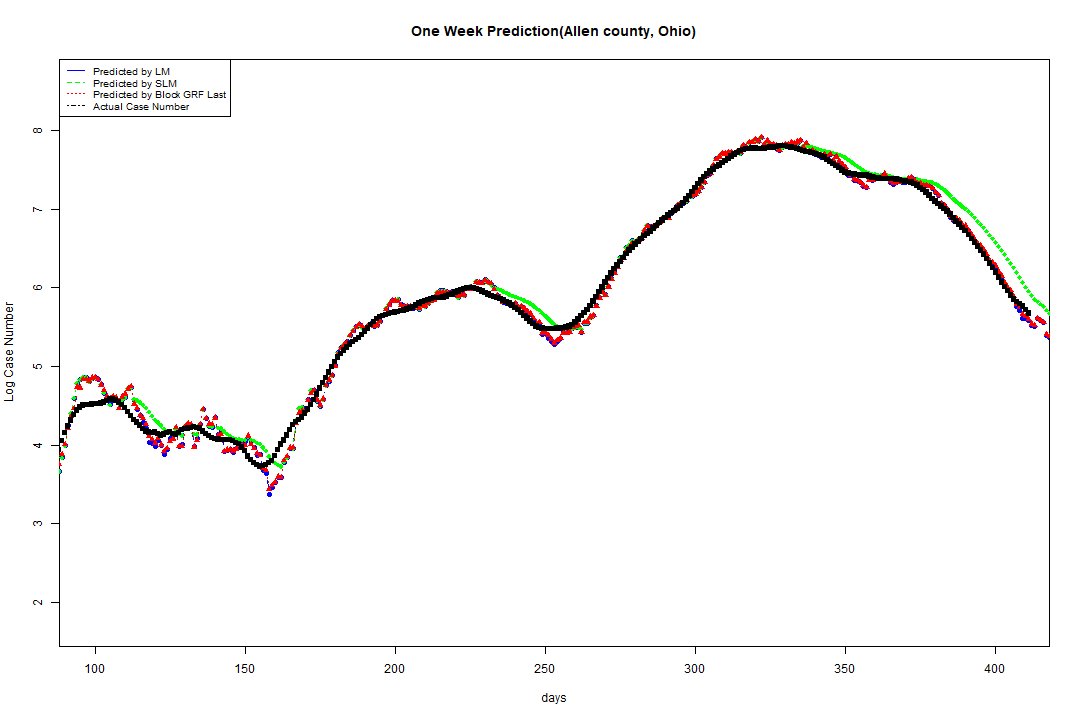 One Week Prediction(Allen county, Ohio)
Predicted by LM
Predicted by SLM
Predicted by Block GRF Last
Actual Case Number
Log Case Number
8
7
6
5
4
3
2
100 150 200 250 300 350 400
days